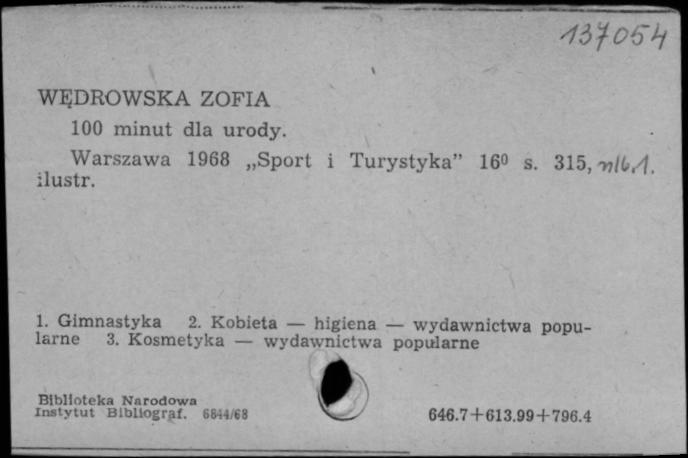 137054
WĘDROWSKA ZOFIA
100 minut dla urody.
Warszawa 1968 „Sport i Turystyka” 16⁰ s. 315, nlb. 1.
ilustr.
1. Gimnastyka 2. Kobieta — higiena — wydawnictwa popu-
larne 3. Kosmetyka — wydawnictwa popularne
Biblioteka Narodowa
Instytut Bibliograf. 6844/68
646.7+613.99+796.4